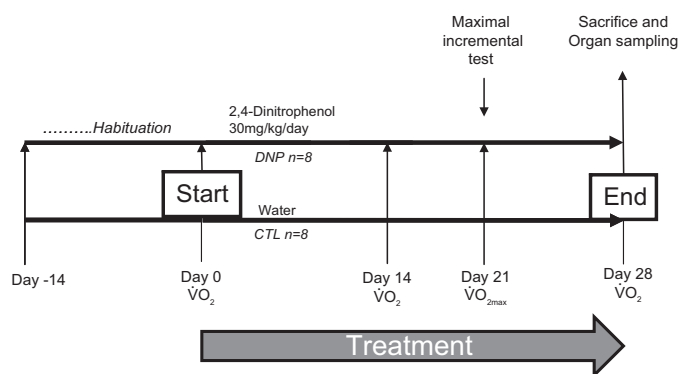 Maximal
incremental
test
Sacrifice and
Organ sampling
2,4-Dinitrophenol
30mg/kg/day
..........Habituation
DNP n=8
Start
End
Water
CTL n=8
Day -14
Day 0
V̇O₂
Day 14
V̇O₂
Day 21
V̇O₂max
Day 28
V̇O₂
Treatment